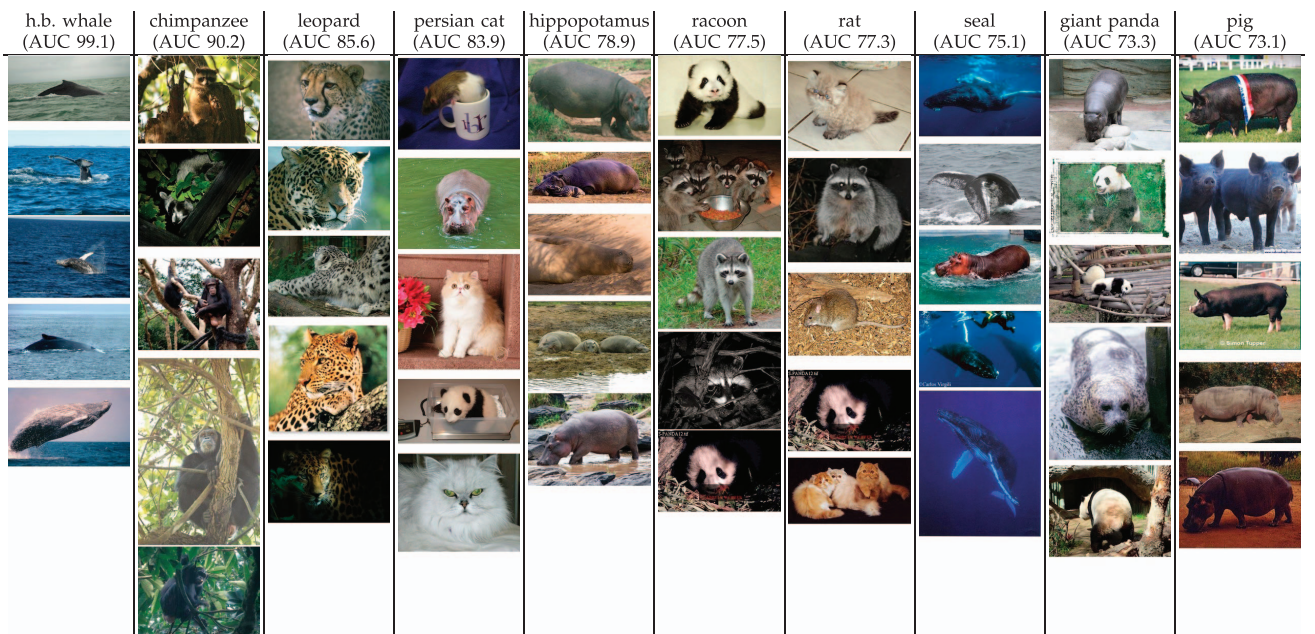 h.b. whale
(AUC 99.1)
chimpanzee
(AUC 90.2)
leopard
(AUC 85.6)
persian cat
(AUC 83.9)
hippopotamus
(AUC 78.9)
racoon
(AUC 77.5)
rat
(AUC 77.3)
seal
(AUC 75.1)
giant panda
(AUC 73.3)
pig
(AUC 73.1)
© Simon Tupper